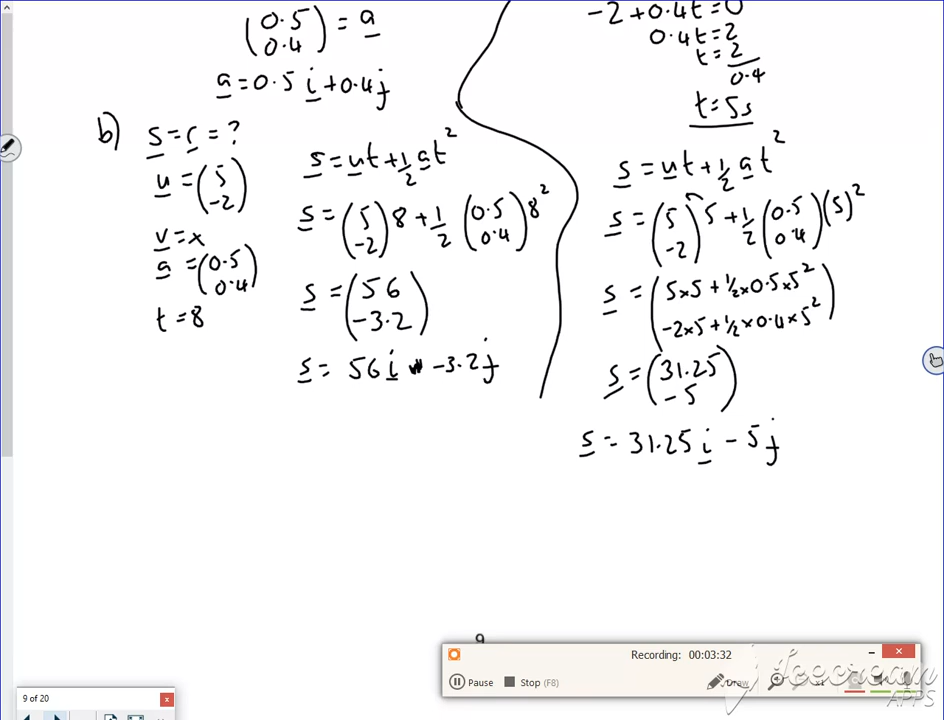 (0.5
0.4) = a
a = 0.5 i + 0.4 j
b) s = r = ?
u = (5
-2)
v = x
a = (0.5
0.4)
t = 8
s = ut + 1/2 at²
s = (5
-2) 8 + 1/2 (0.5
0.4) 8²
s = (56
-3.2)
s = 56 i -3.2 j
-2 + 0.4t = 0
0.4t = 2
t = 2/0.4
t = 5s
s = ut + 1/2 at²
s = (5
-2) 5 + 1/2 (0.5
0.4) (5)²
s = (5×5 + 1/2×0.5×5²
-2×5 + 1/2×0.4×5²)
s = (31.25
-5)
s = 31.25 i - 5 j
9
Recording: 00:03:32
Pause Stop (F8) Draw
Icecream
APPS
9 of 20